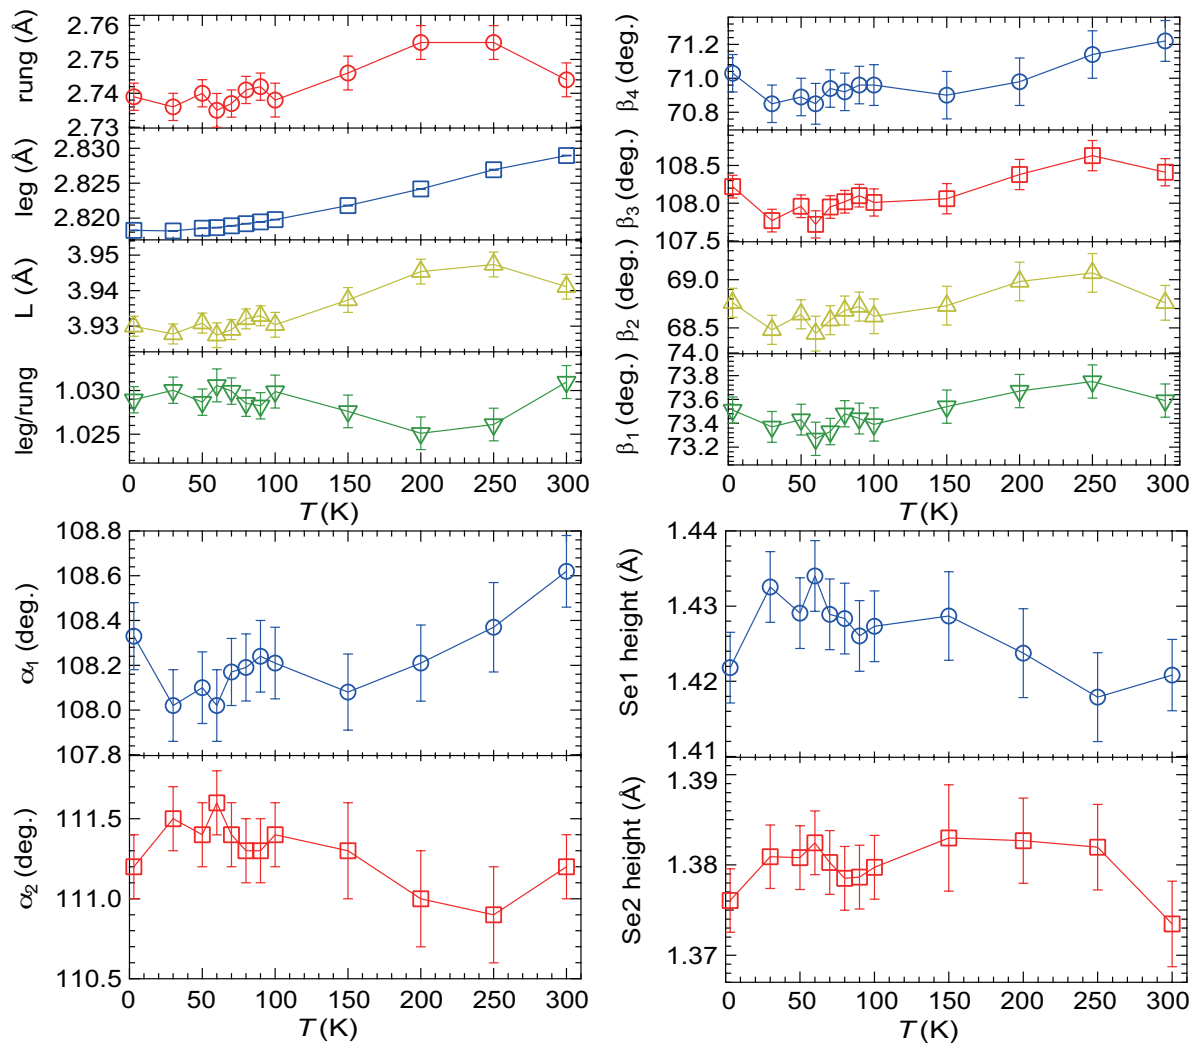 rung (Å)
2.76
2.75
2.74
2.73
leg (Å)
2.830
2.825
2.820
L (Å)
3.95
3.94
3.93
leg/rung
1.030
1.025
0 50 100 150 200 250 300
T (K)
β4 (deg.)
71.2
71.0
70.8
β3 (deg.)
108.5
108.0
107.5
β2 (deg.)
69.0
68.5
β1 (deg.)
74.0
73.8
73.6
73.4
73.2
0 50 100 150 200 250 300
T (K)
α1 (deg.)
108.8
108.6
108.4
108.2
108.0
107.8
α2 (deg.)
111.5
111.0
110.5
0 50 100 150 200 250 300
T (K)
Se1 height (Å)
1.44
1.43
1.42
1.41
Se2 height (Å)
1.39
1.38
1.37
0 50 100 150 200 250 300
T (K)